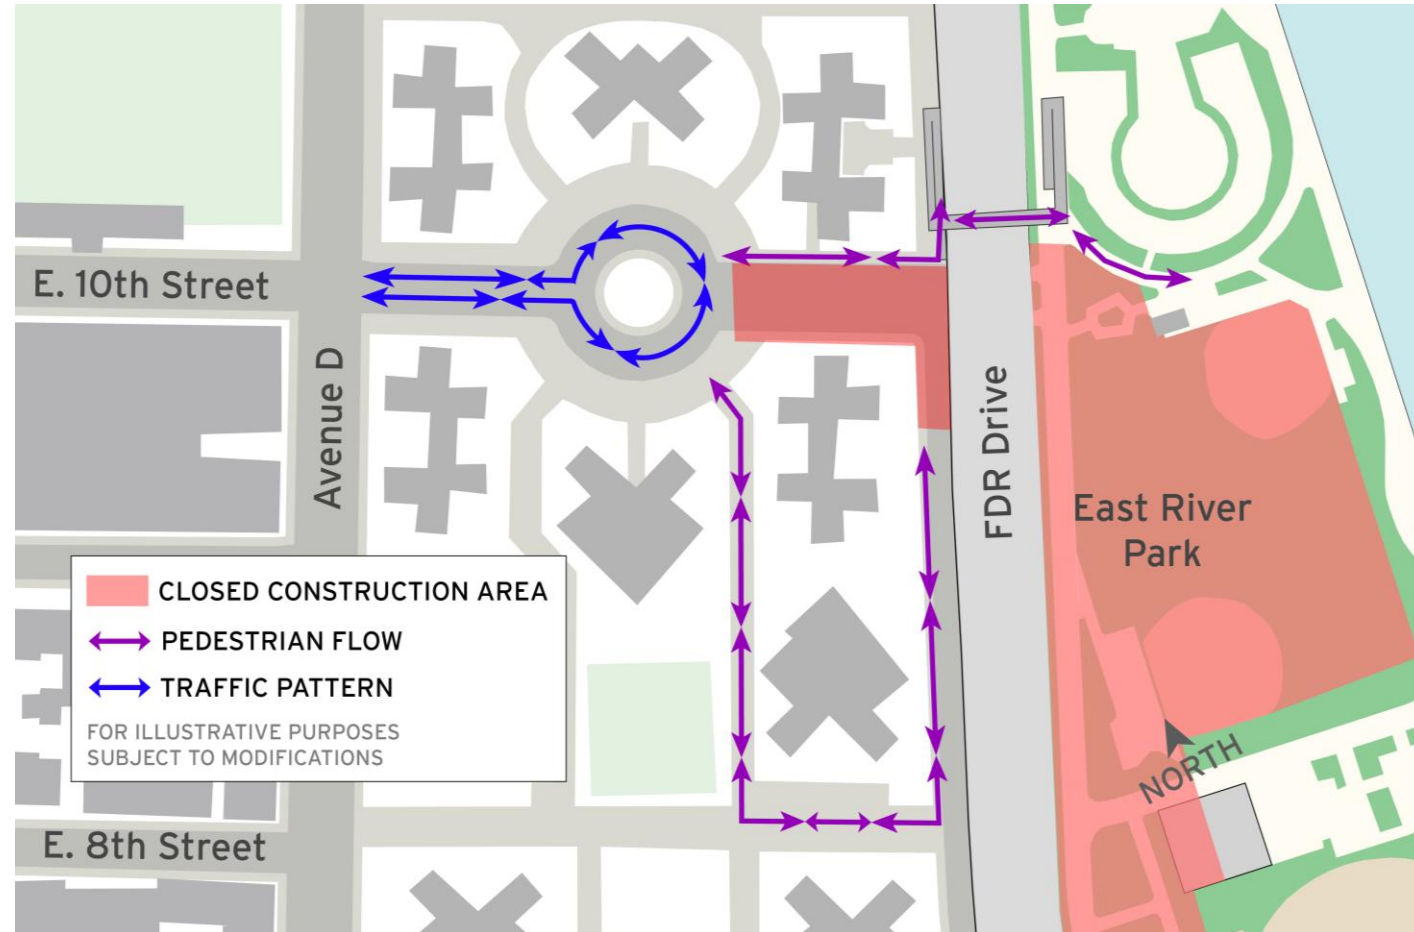 E. 10th Street
Avenue D
FDR Drive
East River
Park
CLOSED CONSTRUCTION AREA
PEDESTRIAN FLOW
TRAFFIC PATTERN
FOR ILLUSTRATIVE PURPOSES
SUBJECT TO MODIFICATIONS
NORTH
E. 8th Street